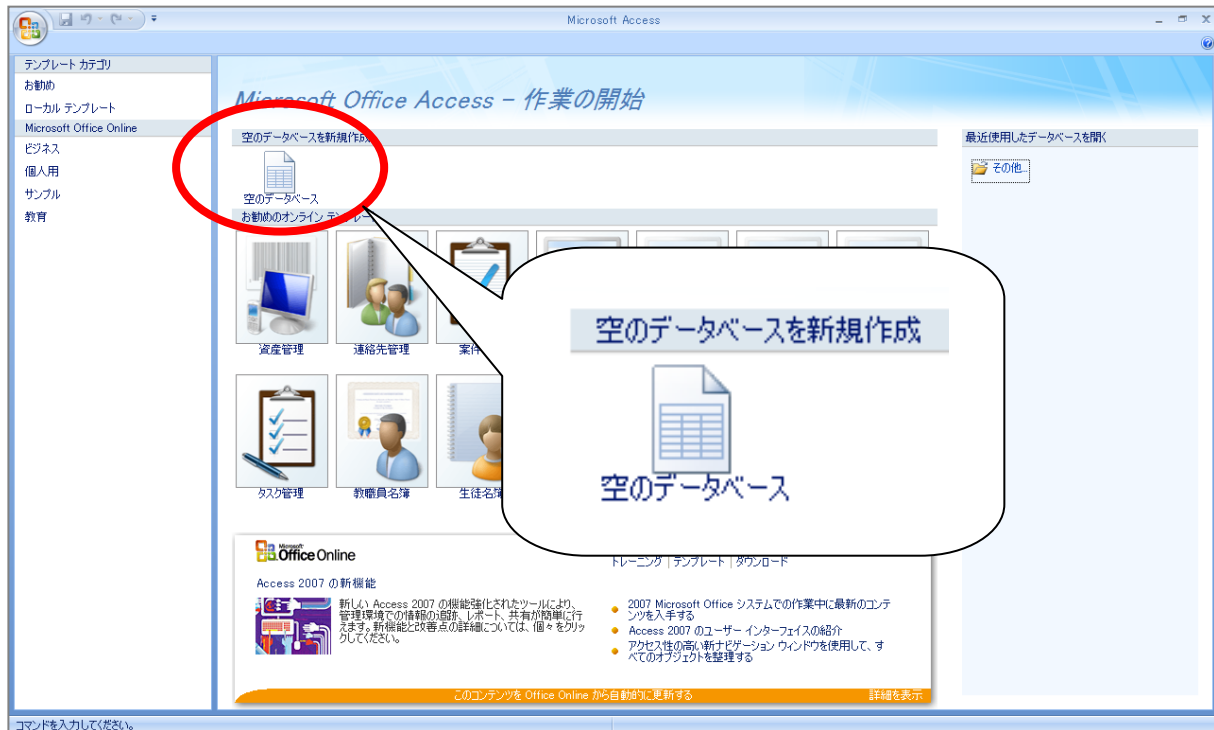 Microsoft Access
テンプレート カテゴリ
お勧め
ローカル テンプレート
Microsoft Office Online
ビジネス
個人用
サンプル
教育
Microsoft Office Access - 作業の開始
空のデータベースを新規作成
空のデータベース
お勧めのオンライン テンプレー
資産管理
連絡先管理
案件
タスク管理
教職員名簿
生徒名簿
最近使用したデータベースを開く
その他...
空のデータベースを新規作成
空のデータベース
Microsoft Office Online
トレーニング | テンプレート | ダウンロード
Access 2007 の新機能
新しい Access 2007 の機能強化されたツールにより、
管理環境での情報の追跡、レポート、共有が簡単に行
えます。新機能と改善点の詳細については、個々をクリッ
クしてください。
2007 Microsoft Office システムでの作業中に最新のコンテ
ンツを入手する
Access 2007 のユーザー インターフェイスの紹介
アクセス性の高い新ナビゲーション ウィンドウを使用して、す
べてのオブジェクトを整理する
このコンテンツを Office Online から自動的に更新する
詳細を表示
コマンドを入力してください。